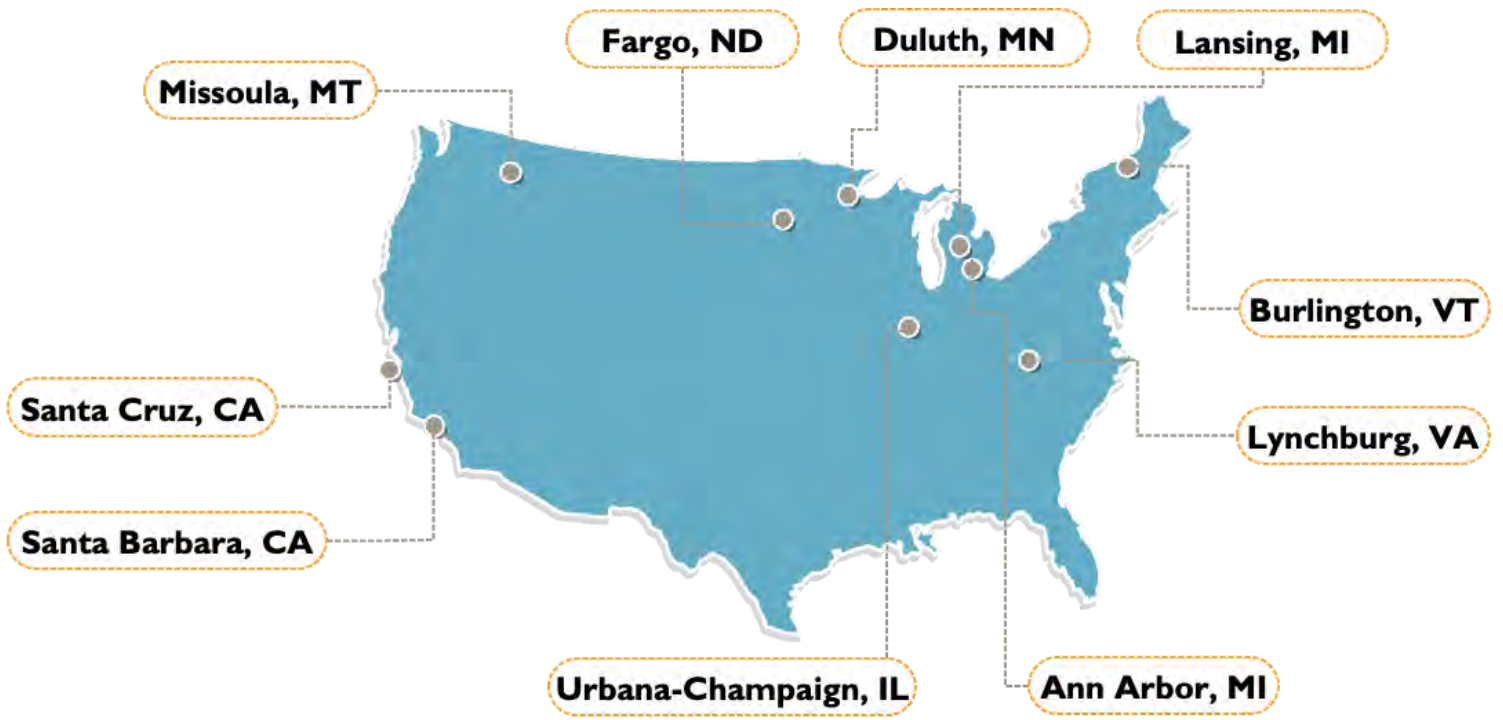 Fargo, ND
Duluth, MN
Lansing, MI
Missoula, MT
Burlington, VT
Santa Cruz, CA
Lynchburg, VA
Santa Barbara, CA
Urbana-Champaign, IL
Ann Arbor, MI